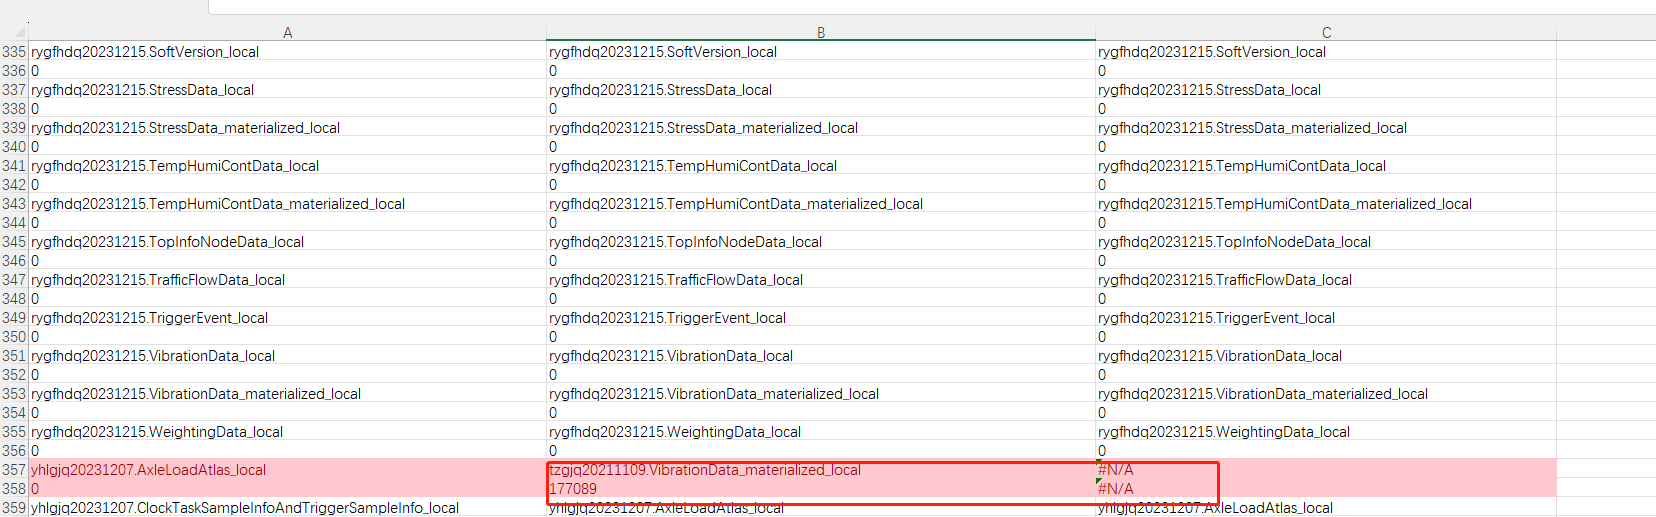 A B C
335 rygfhdq20231215.SoftVersion_local rygfhdq20231215.SoftVersion_local rygfhdq20231215.SoftVersion_local
336 0 0 0
337 rygfhdq20231215.StressData_local rygfhdq20231215.StressData_local rygfhdq20231215.StressData_local
338 0 0 0
339 rygfhdq20231215.StressData_materialized_local rygfhdq20231215.StressData_materialized_local rygfhdq20231215.StressData_materialized_local
340 0 0 0
341 rygfhdq20231215.TempHumiContData_local rygfhdq20231215.TempHumiContData_local rygfhdq20231215.TempHumiContData_local
342 0 0 0
343 rygfhdq20231215.TempHumiContData_materialized_local rygfhdq20231215.TempHumiContData_materialized_local rygfhdq20231215.TempHumiContData_materialized_local
344 0 0 0
345 rygfhdq20231215.TopInfoNodeData_local rygfhdq20231215.TopInfoNodeData_local rygfhdq20231215.TopInfoNodeData_local
346 0 0 0
347 rygfhdq20231215.TrafficFlowData_local rygfhdq20231215.TrafficFlowData_local rygfhdq20231215.TrafficFlowData_local
348 0 0 0
349 rygfhdq20231215.TriggerEvent_local rygfhdq20231215.TriggerEvent_local rygfhdq20231215.TriggerEvent_local
350 0 0 0
351 rygfhdq20231215.VibrationData_local rygfhdq20231215.VibrationData_local rygfhdq20231215.VibrationData_local
352 0 0 0
353 rygfhdq20231215.VibrationData_materialized_local rygfhdq20231215.VibrationData_materialized_local rygfhdq20231215.VibrationData_materialized_local
354 0 0 0
355 rygfhdq20231215.WeightingData_local rygfhdq20231215.WeightingData_local rygfhdq20231215.WeightingData_local
356 0 0 0
357 yhlgjq20231207.AxleLoadAtlas_local tzgjq20211109.VibrationData_materialized_local #N/A
358 0 177089 #N/A
359 yhlgjq20231207.ClockTaskSampleInfoAndTriggerSampleInfo_local yhlgjq20231207.AxleLoadAtlas_local yhlgjq20231207.AxleLoadAtlas_local